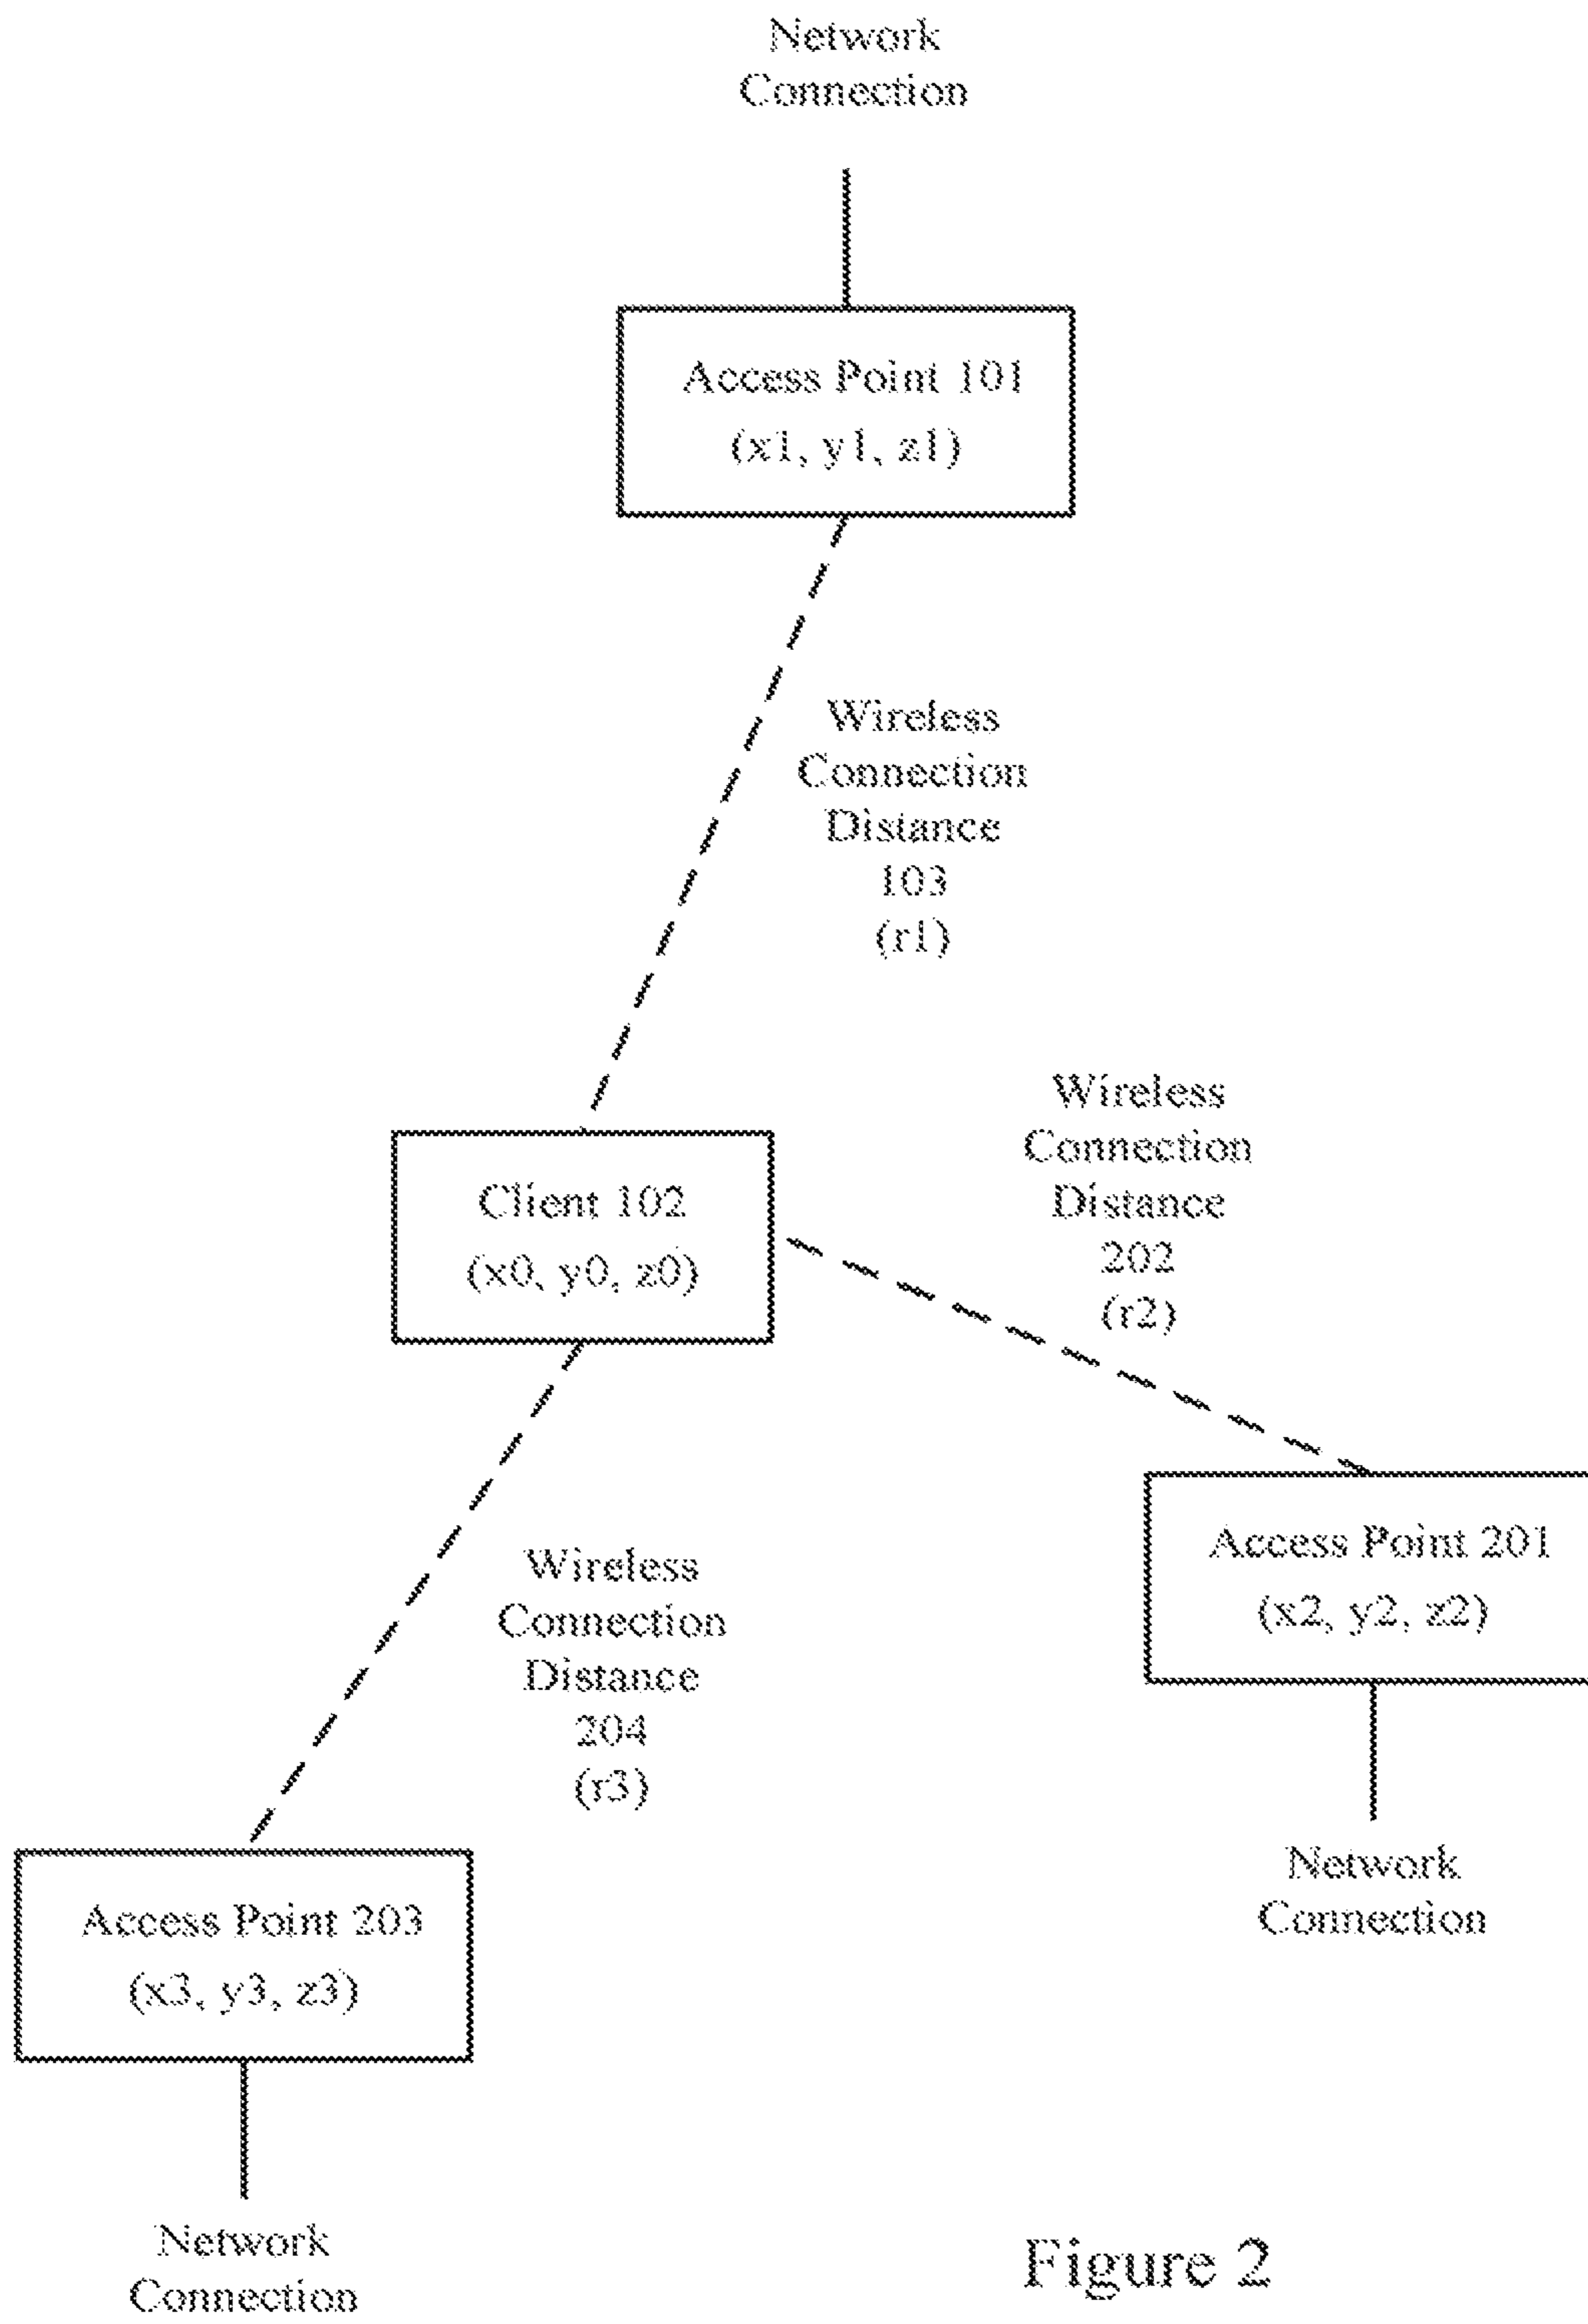 Network
Connection
Access Point 101
(x1, y1, z1)
Wireless
Connection
Distance
103
(r1)
Wireless
Connection
Distance
202
(r2)
Client 102
(x0, y0, z0)
Access Point 201
(x2, y2, z2)
Wireless
Connection
Distance
204
(r3)
Network
Connection
Access Point 203
(x3, y3, z3)
Network
Connection
Figure 2